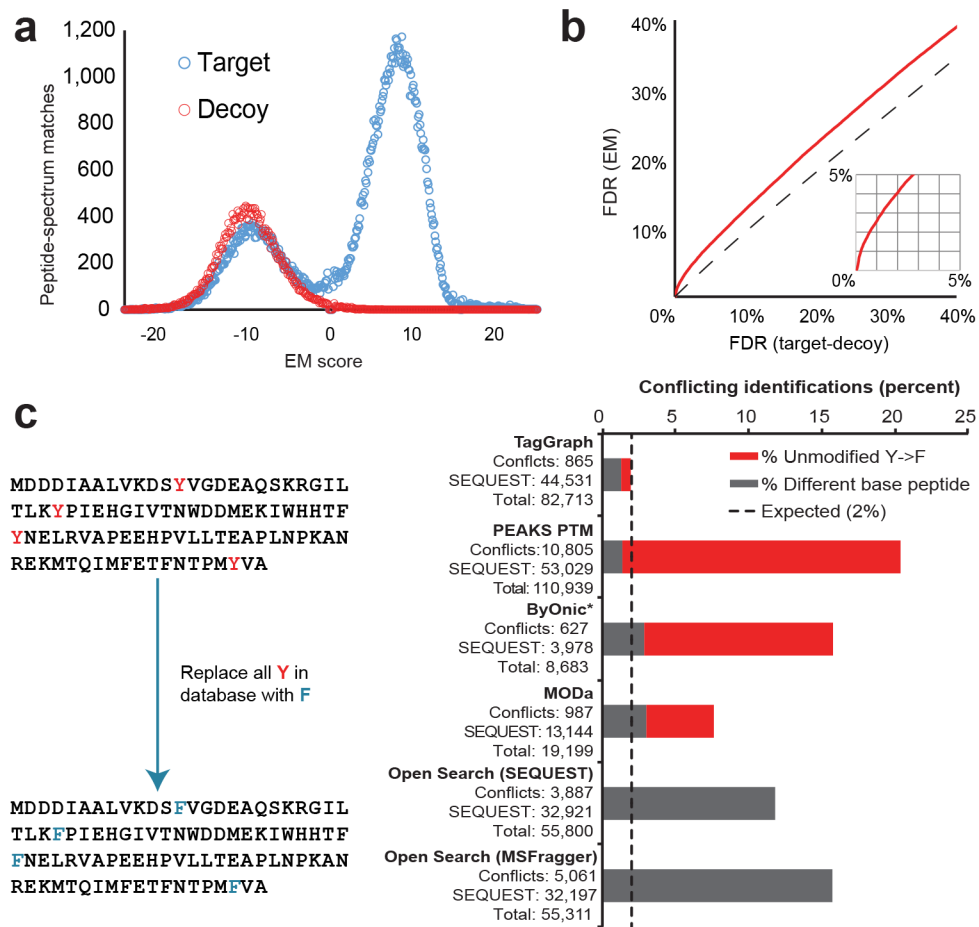 a
1,200
1,000
800
600
400
200
0
Peptide-spectrum matches
Target
Decoy
-20
-10
0
10
20
EM score
b
40%
30%
20%
10%
FDR (EM)
5%
0%
5%
0%
10%
20%
30%
40%
FDR (target-decoy)
c
MDDDIAALVKDSYVGDEAQSKRGIL
TLKYPIEHGIVTNWDDMEKIWHHTF
YNELRVAPEEHPVLLTEAPLNPKAN
REKMTQIMFETFNTPMYVA
Replace all Y in
database with F
MDDDIAALVKDSFVGDEAQSKRGIL
TLKFPIEHGIVTNWDDMEKIWHHTF
FNELRVAPEEHPVLLTEAPLNPKAN
REKMTQIMFETFNTPMFVA
Conflicting identifications (percent)
0
5
10
15
20
25
% Unmodified Y->F
% Different base peptide
Expected (2%)
TagGraph
Conflicts: 865
SEQUEST: 44,531
Total: 82,713
PEAKS PTM
Conflicts: 10,805
SEQUEST: 53,029
Total: 110,939
ByOnic*
Conflicts: 627
SEQUEST: 3,978
Total: 8,683
MODa
Conflicts: 987
SEQUEST: 13,144
Total: 19,199
Open Search (SEQUEST)
Conflicts: 3,887
SEQUEST: 32,921
Total: 55,800
Open Search (MSFragger)
Conflicts: 5,061
SEQUEST: 32,197
Total: 55,311